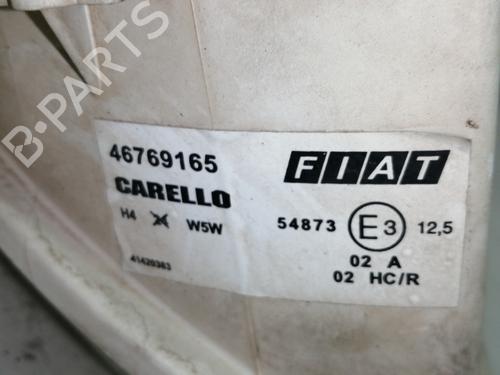 B-PARTS
46769165 FIAT
CARELLO
H4 W5W 54873 E3 12,5
41420363
02 A
02 HC/R